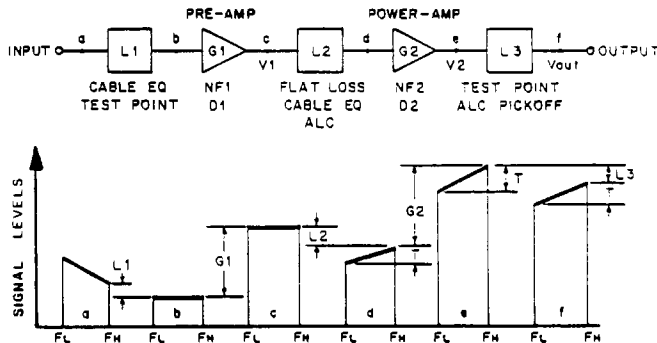 PRE-AMP POWER-AMP
INPUT a L1 b G1 c L2 d G2 e L3 f OUTPUT
V1 V2 Vout
CABLE EQ NF1 FLAT LOSS NF2 TEST POINT
TEST POINT D1 CABLE EQ D2 ALC PICKOFF
ALC
SIGNAL LEVELS
L1 G1 L2 G2 T T L3 T
a b c d e f
FL FH FL FH FL FH FL FH FL FH FL FH